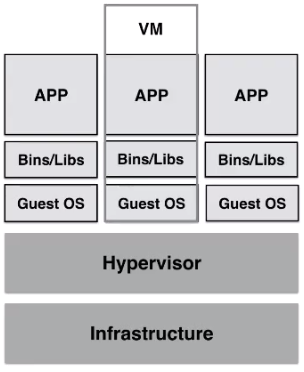 VM
APP APP APP
Bins/Libs Bins/Libs Bins/Libs
Guest OS Guest OS Guest OS
Hypervisor
Infrastructure